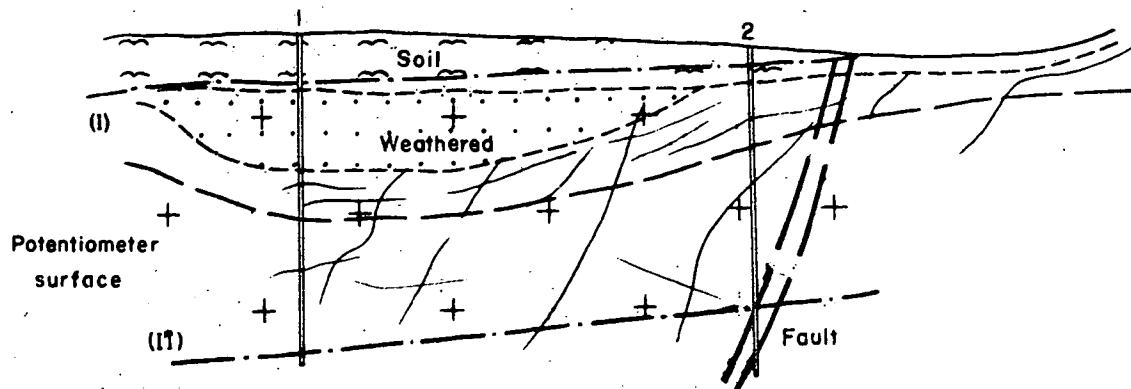 1
2
Soil
(I)
Weathered
Potentiometer
surface
(II)
Fault